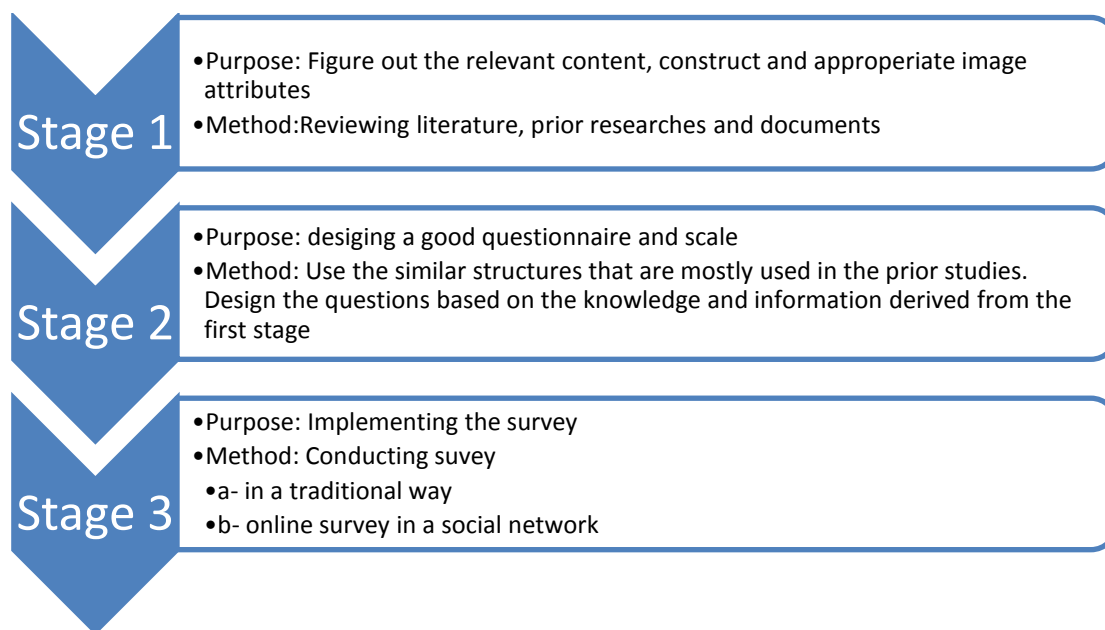 Stage 1
•Purpose: Figure out the relevant content, construct and approperiate image
attributes
•Method:Reviewing literature, prior researches and documents
Stage 2
•Purpose: desiging a good questionnaire and scale
•Method: Use the similar structures that are mostly used in the prior studies.
Design the questions based on the knowledge and information derived from the
first stage
Stage 3
•Purpose: Implementing the survey
•Method: Conducting suvey
•a- in a traditional way
•b- online survey in a social network